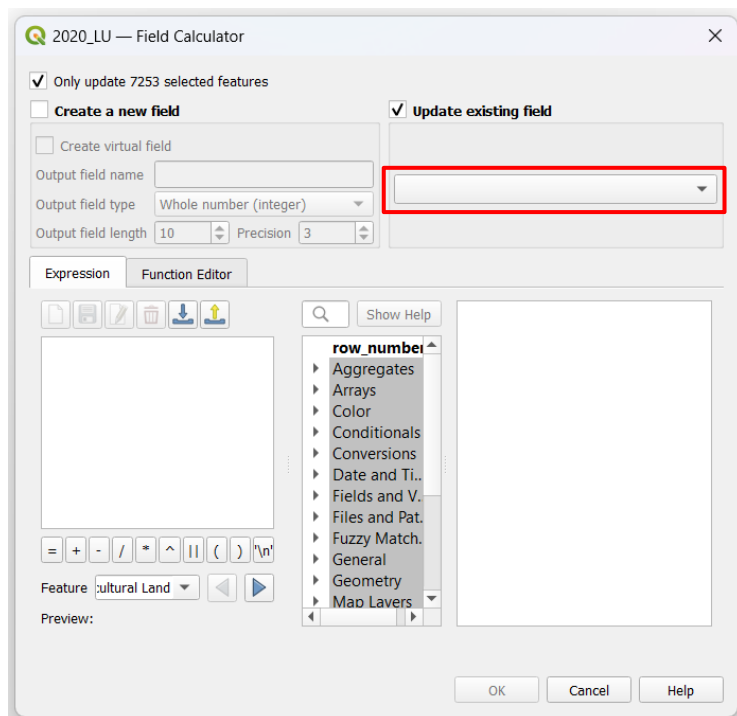 2020_LU — Field Calculator
Only update 7253 selected features
Create a new field
Update existing field
Create virtual field
Output field name
Output field type Whole number (integer)
Output field length 10 Precision 3
Expression Function Editor
Show Help
row_number
Aggregates
Arrays
Color
Conditionals
Conversions
Date and Ti..
Fields and V.
Files and Pat.
Fuzzy Match.
General
Geometry
Map Layers
= + - / * ^ || ( ) '\n'
Feature :ultural Land
Preview:
OK Cancel Help